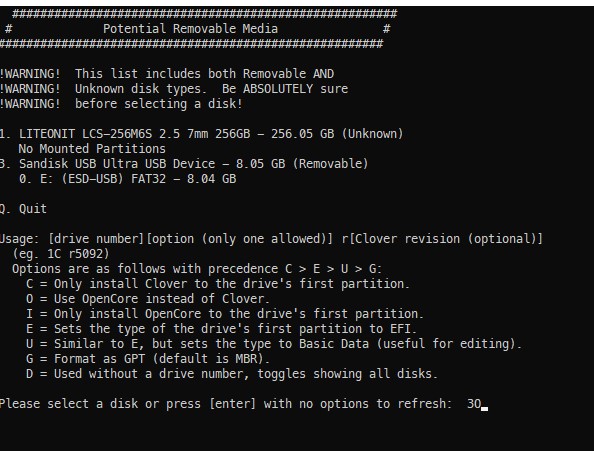 #######################################################
# Potential Removable Media #
#######################################################
!WARNING! This list includes both Removable AND
!WARNING! Unknown disk types. Be ABSOLUTELY sure
!WARNING! before selecting a disk!
1. LITEONIT LCS-256M6S 2.5 7mm 256GB - 256.05 GB (Unknown)
No Mounted Partitions
3. Sandisk USB Ultra USB Device - 8.05 GB (Removable)
0. E: (ESD-USB) FAT32 - 8.04 GB
Q. Quit
Usage: [drive number][option (only one allowed)] r[Clover revision (optional)]
(eg. 1C r5092)
Options are as follows with precedence C > E > U > G:
C = Only install Clover to the drive's first partition.
O = Use OpenCore instead of Clover.
I = Only install OpenCore to the drive's first partition.
E = Sets the type of the drive's first partition to EFI.
U = Similar to E, but sets the type to Basic Data (useful for editing).
G = Format as GPT (default is MBR).
D = Used without a drive number, toggles showing all disks.
Please select a disk or press [enter] with no options to refresh: 3O